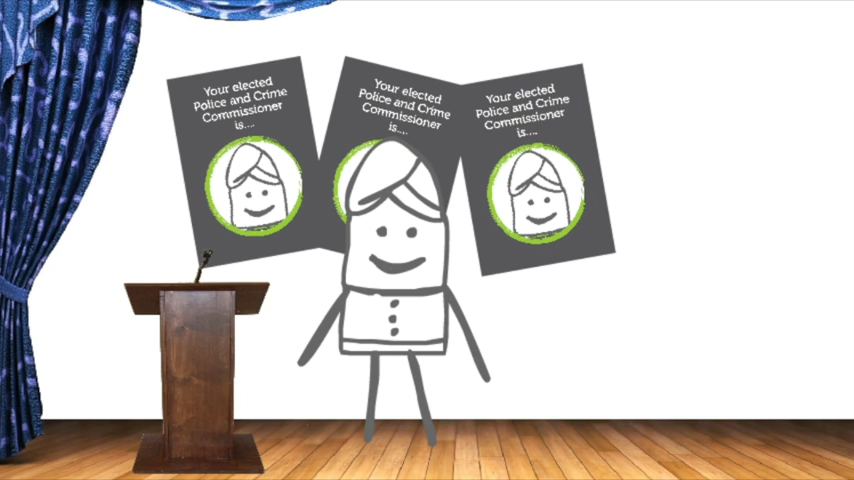 Your elected
Police and Crime
Commissioner
is....
Your elected
Police and Crime
Commissioner
is....
Your elected
Police and Crime
Commissioner
is....